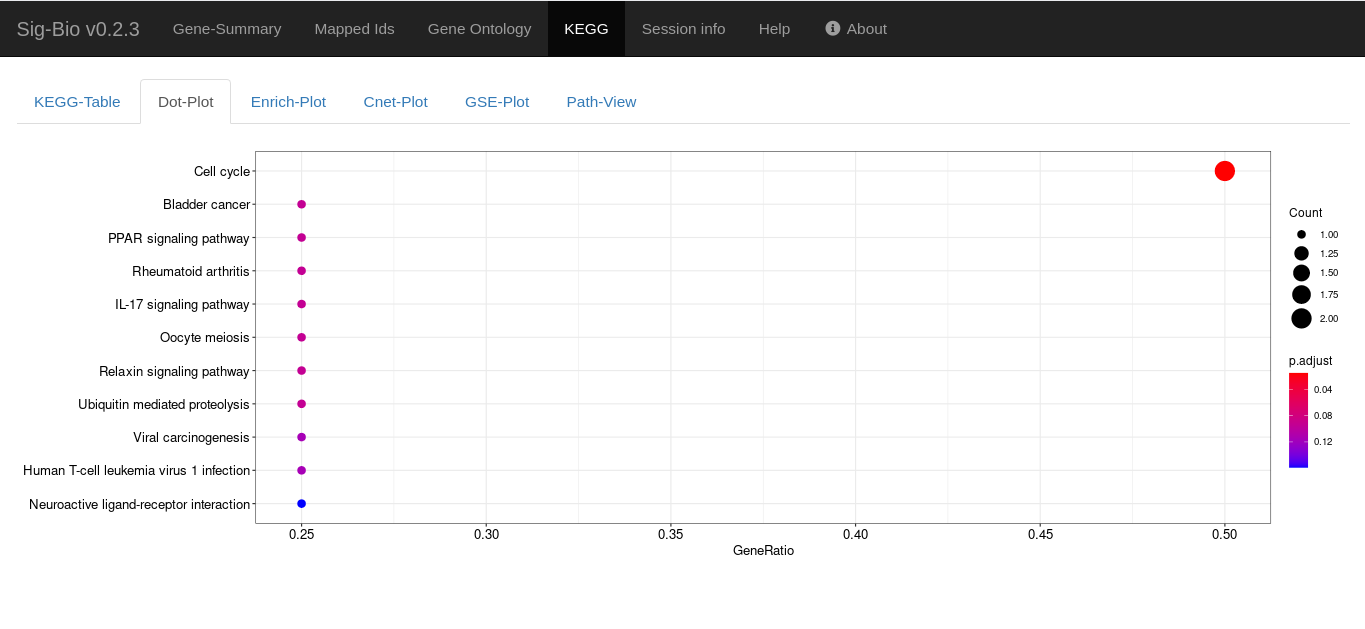 Sig-Bio v0.2.3 Gene-Summary Mapped Ids Gene Ontology KEGG Session info Help About
KEGG-Table Dot-Plot Enrich-Plot Cnet-Plot GSE-Plot Path-View
Cell cycle
Bladder cancer
PPAR signaling pathway
Rheumatoid arthritis
IL-17 signaling pathway
Oocyte meiosis
Relaxin signaling pathway
Ubiquitin mediated proteolysis
Viral carcinogenesis
Human T-cell leukemia virus 1 infection
Neuroactive ligand-receptor interaction
0.25 0.30 0.35 0.40 0.45 0.50
GeneRatio
Count
1.00
1.25
1.50
1.75
2.00
p.adjust
0.04
0.08
0.12